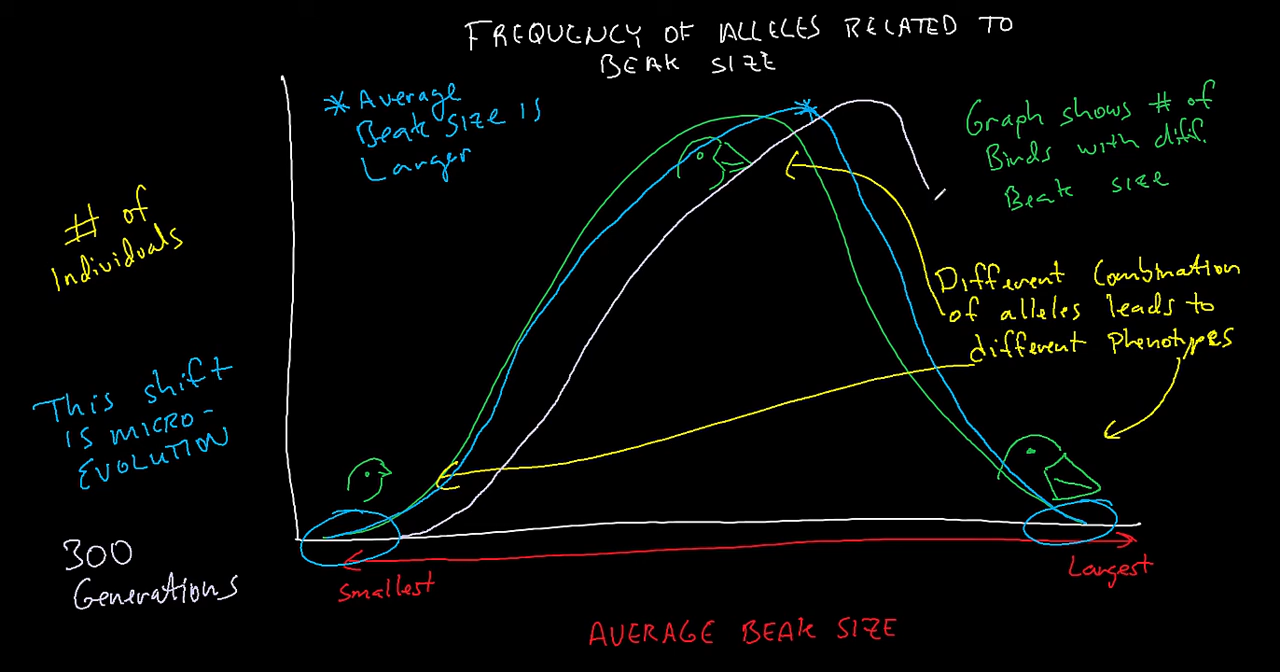 FREQUENCY OF ALLELES RELATED TO
BEAK SIZE
* Average
Beak Size is
Larger
Graph shows # of
Birds with diff.
Beak size
# of
Individuals
Different Combination
of alleles leads to
different Phenotypes
This shift
IS MICRO-
EVOLUTION
300
Generations
Smallest
Largest
AVERAGE BEAK SIZE